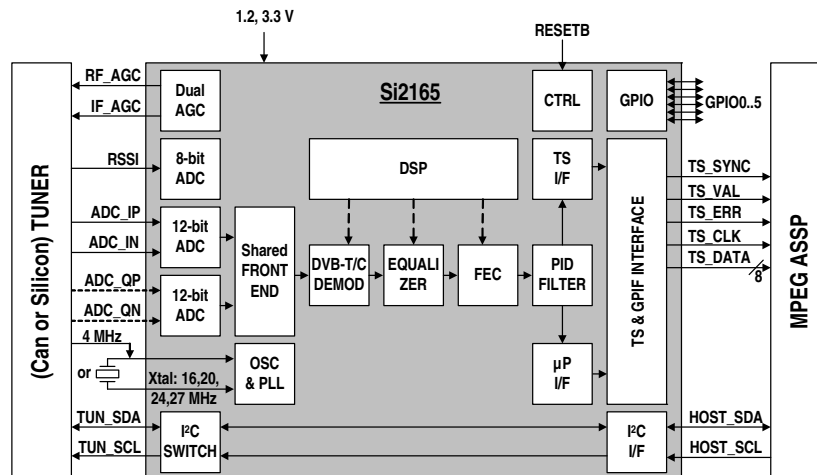 1.2, 3.3 V
RESETB
(Can or Silicon) TUNER
RF_AGC
IF_AGC
Dual
AGC
Si2165
CTRL
GPIO
GPIO0..5
RSSI
8-bit
ADC
DSP
TS
I/F
TS_SYNC
TS_VAL
TS_ERR
TS_CLK
TS_DATA
8
ADC_IP
ADC_IN
12-bit
ADC
ADC_QP
ADC_QN
12-bit
ADC
Shared
FRONT
END
DVB-T/C
DEMOD
EQUALI
ZER
FEC
PID
FILTER
TS & GPIF INTERFACE
MPEG ASSP
4 MHz
or
Xtal: 16,20,
24,27 MHz
OSC
& PLL
µP
I/F
TUN_SDA
TUN_SCL
I²C
SWITCH
I²C
I/F
HOST_SDA
HOST_SCL